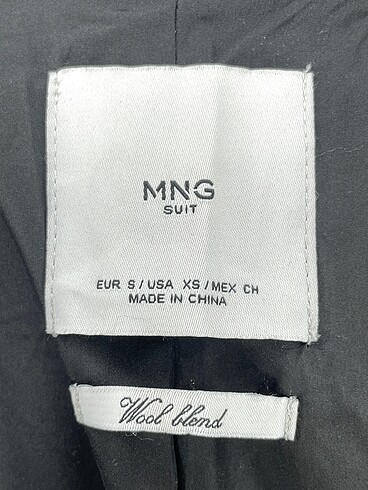 MNG
SUIT
EUR S / USA XS / MEX CH
MADE IN CHINA
Wool blend